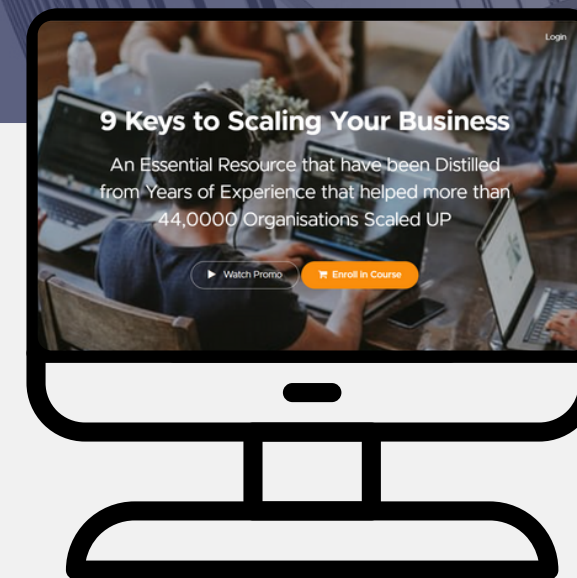 Login
9 Keys to Scaling Your Business
An Essential Resource that have been Distilled
from Years of Experience that helped more than
44,0000 Organisations Scaled UP
Watch Promo Enroll in Course